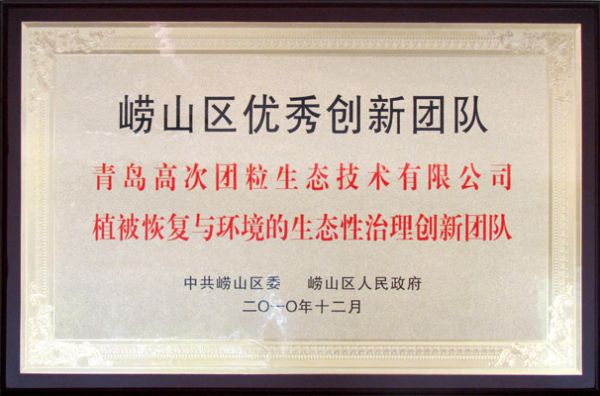 崂山区优秀创新团队
青岛高次团粒生态技术有限公司
植被恢复与环境的生态性治理创新团队
中共崂山区委 崂山区人民政府
二〇一〇年十二月